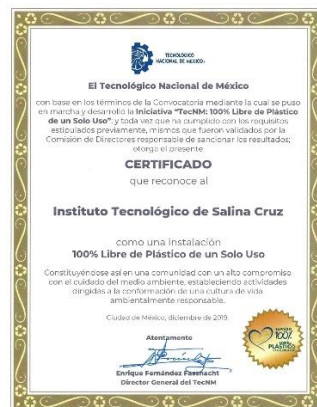 TECNOLÓGICO
NACIONAL DE MÉXICO
El Tecnológico Nacional de México
con base en los términos de la Convocatoria mediante la cual se puso
en marcha y desarrolló la Iniciativa "TecNM: 100% Libre de Plástico
de un Solo Uso"; y toda vez que ha cumplido con los requisitos
estipulados previamente, mismos que fueron validados por la
Comisión de Directores responsable de sancionar los resultados;
otorga el presente
CERTIFICADO
que reconoce al
Instituto Tecnológico de Salina Cruz
como una instalación
100% Libre de Plástico de un Solo Uso
Constituyéndose así en una comunidad con un alto compromiso
con el cuidado del medio ambiente, estableciendo actividades
dirigidas a la conformación de una cultura de vida
ambientalmente responsable.
Ciudad de México, diciembre de 2019.
Atentamente
Enrique Fernández Fassnacht
Director General del TecNM
100%
LIBRE
PLÁSTICO